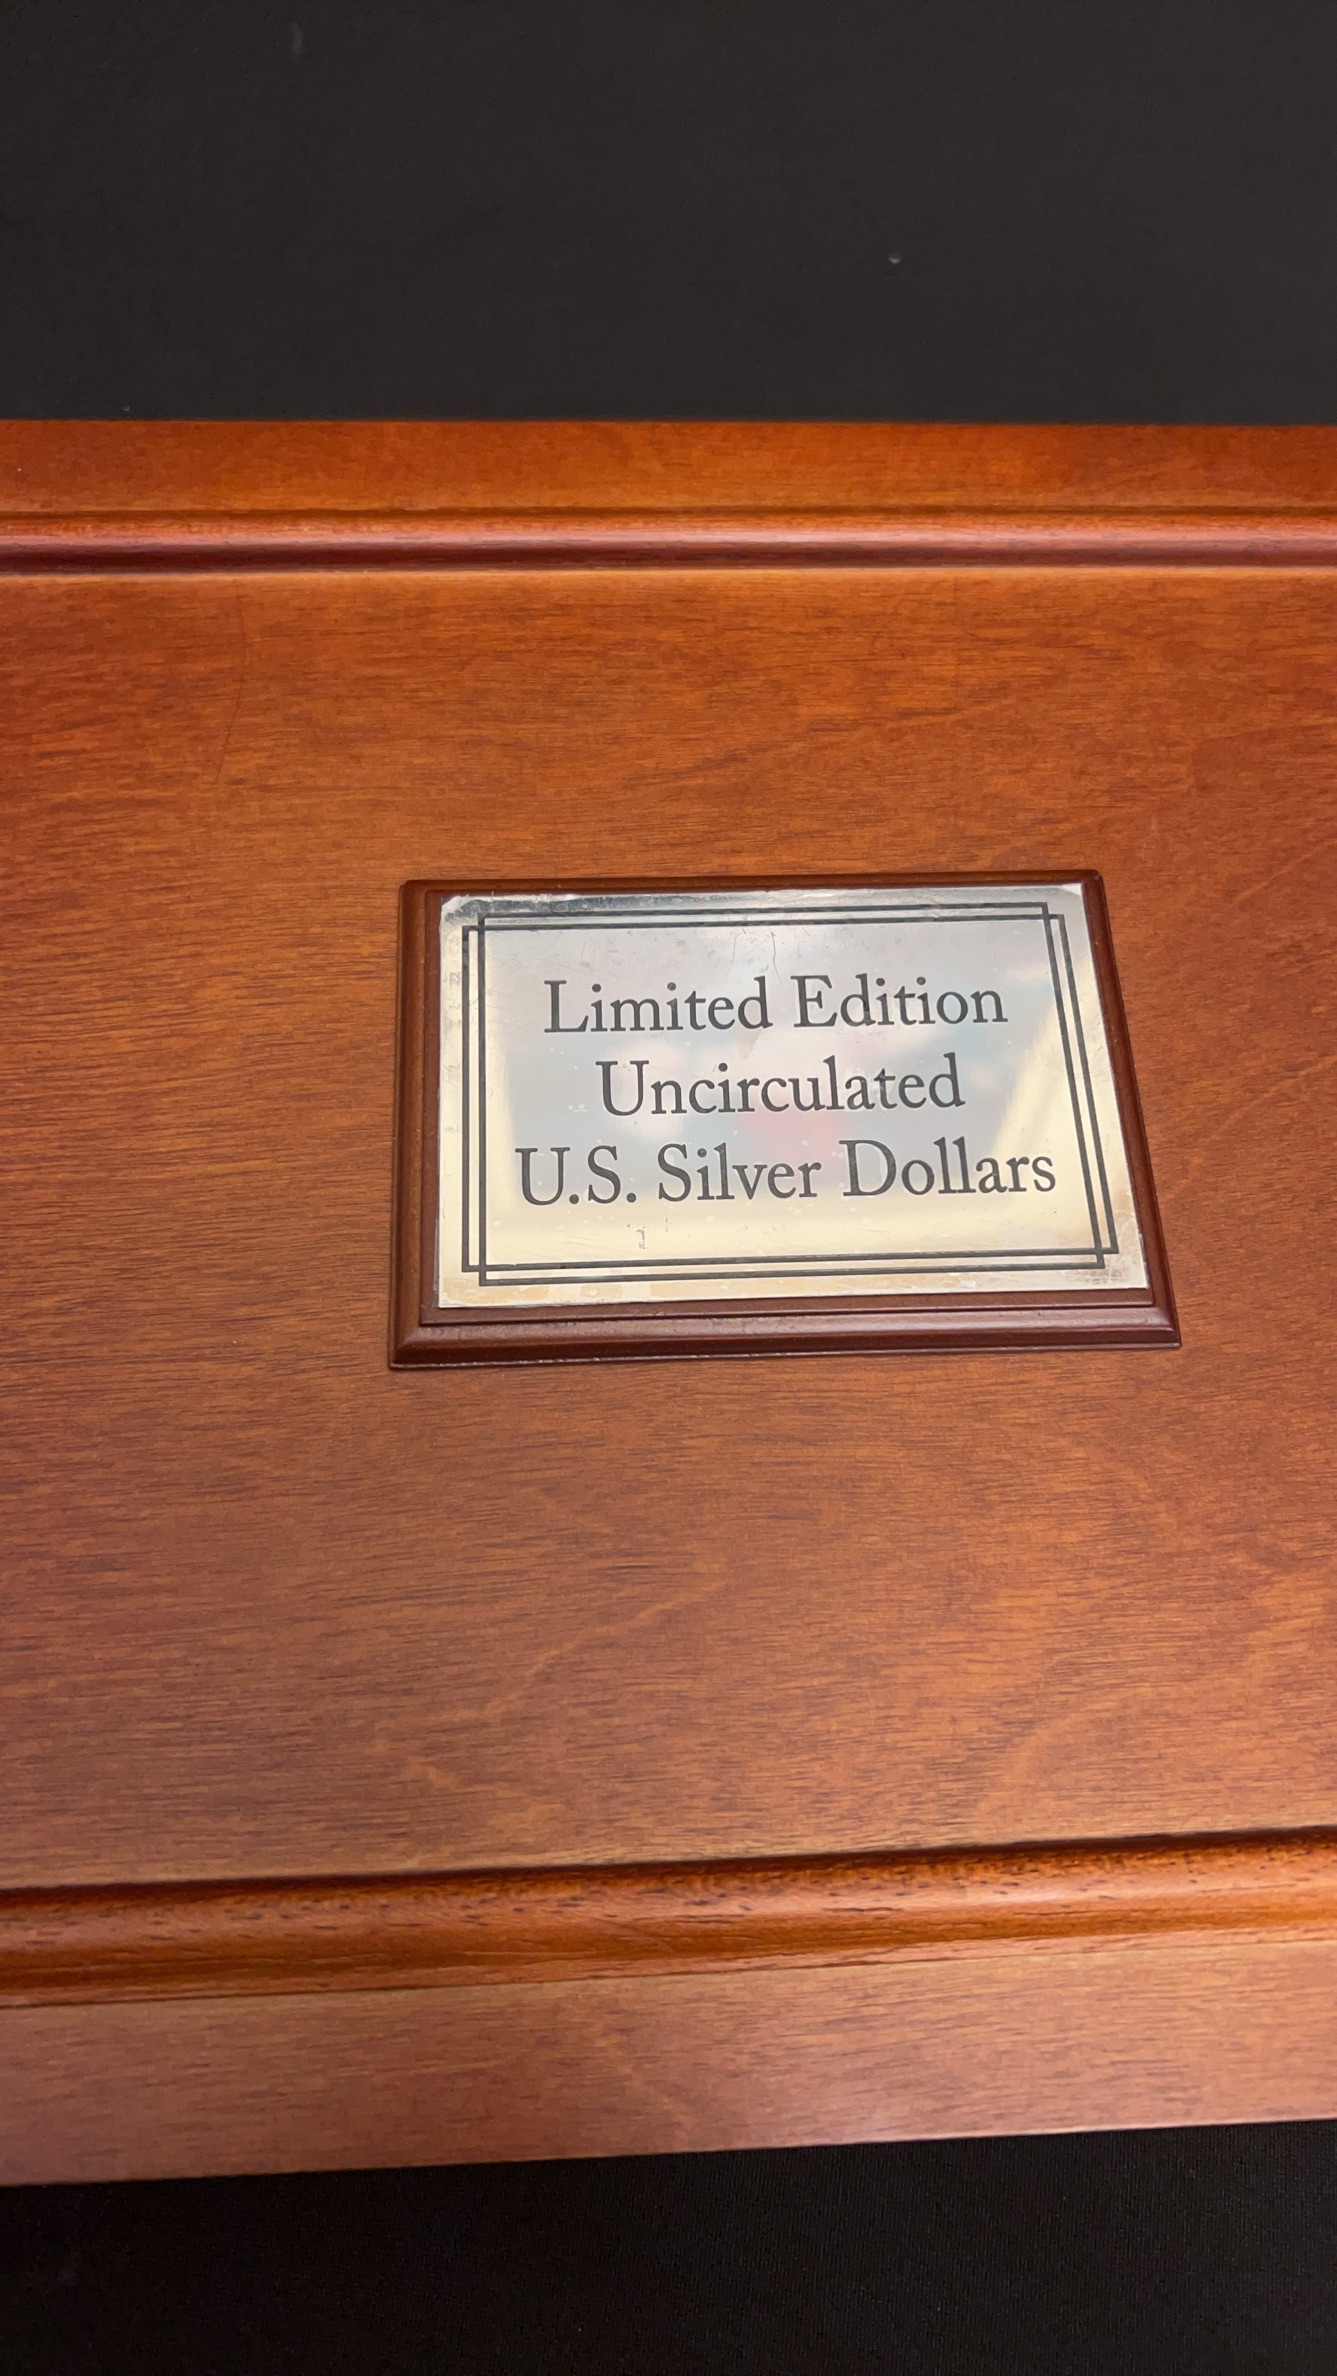 Limited Edition
Uncirculated
U.S. Silver Dollars